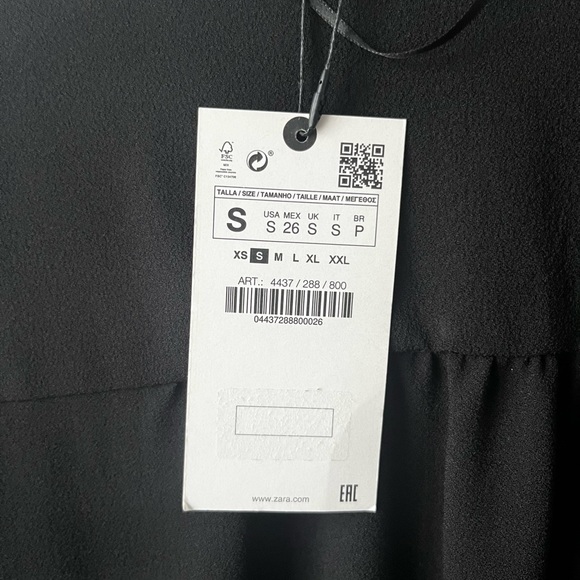 FSC
TALLA / SIZE / TAMANHO / TAILLE / MAAT / ΜΕΓΕΘΟΣ
S USA MEX UK IT BR
S 26 S S P
XS S M L XL XXL
ART.: 4437 / 288 / 800
04437288800026
www.zara.com
EAC